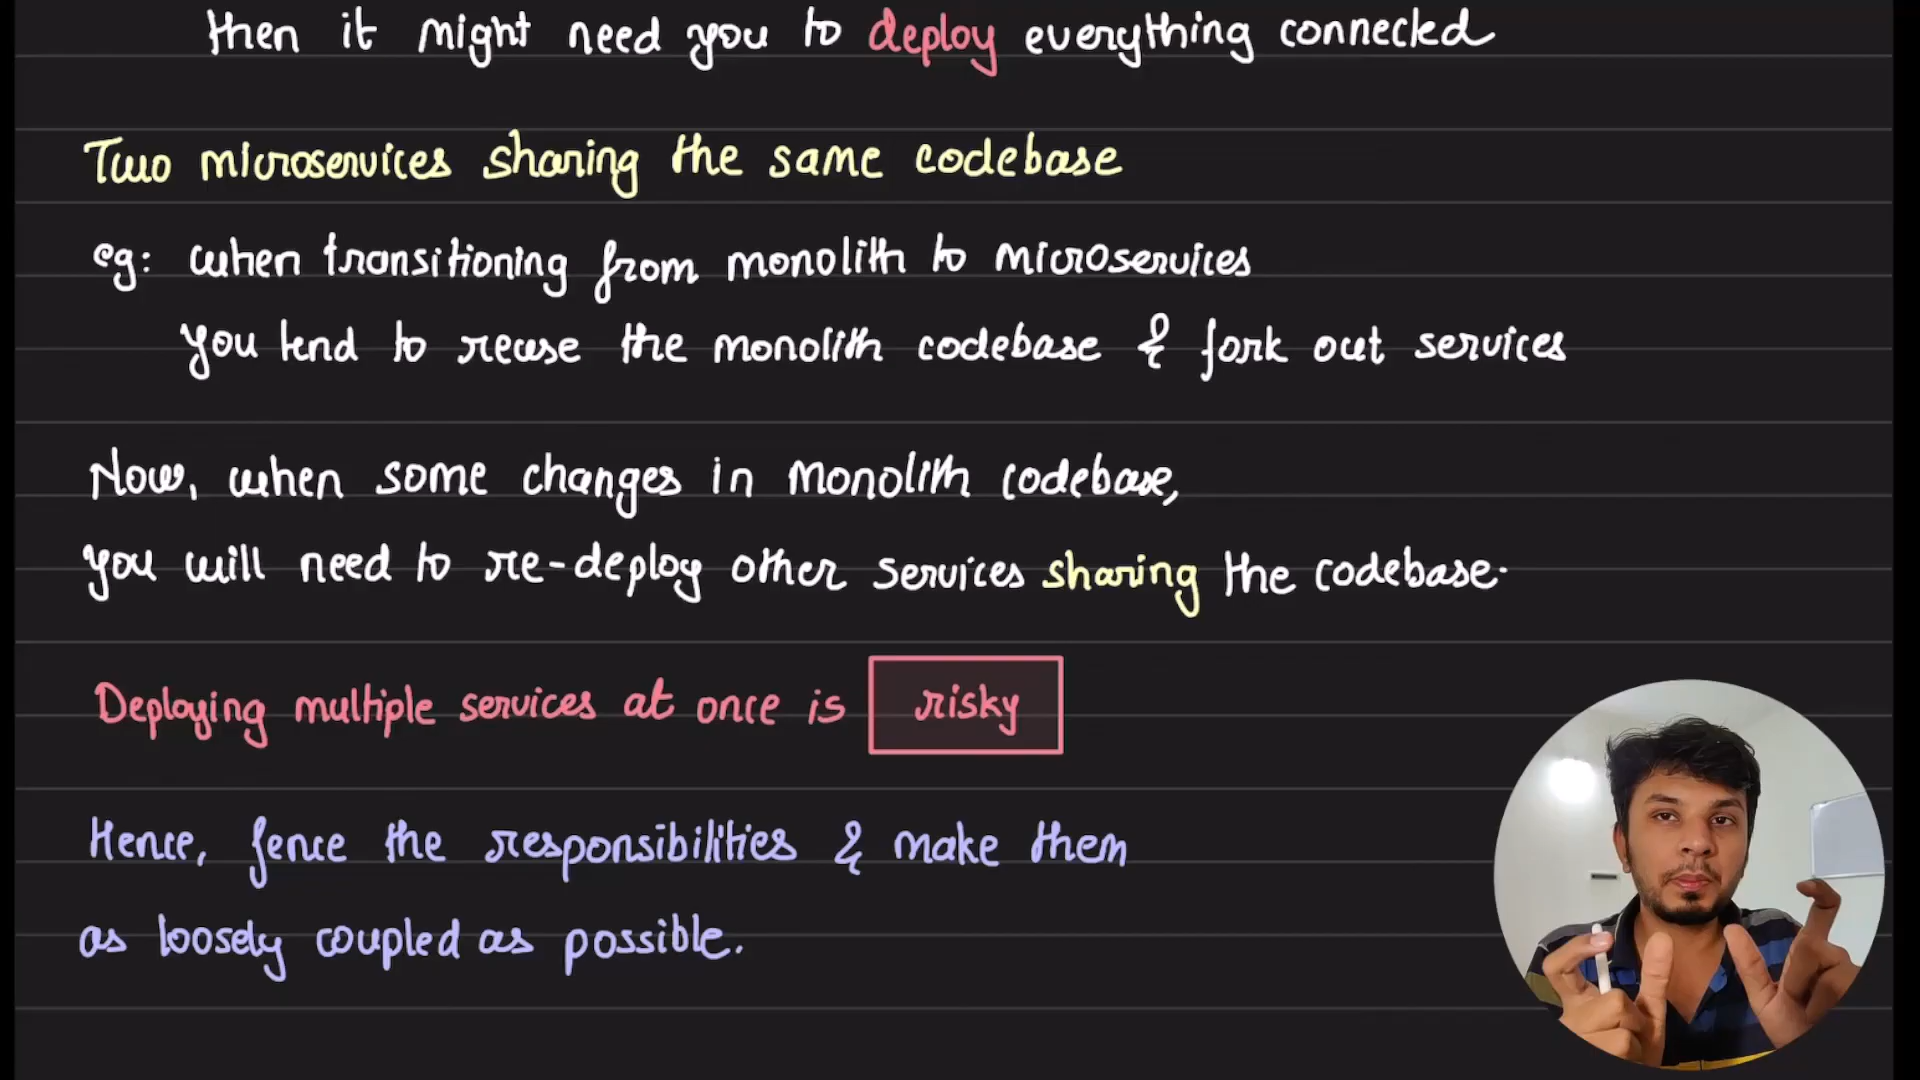 then it might need you to deploy everything connected
Two microservices sharing the same codebase
eg: when transitioning from monolith to microservices
you tend to reuse the monolith codebase & fork out services
Now, when some changes in monolith codebase,
you will need to re-deploy other services sharing the codebase.
Deploying multiple services at once is risky
Hence, fence the responsibilities & make them
as loosely coupled as possible.